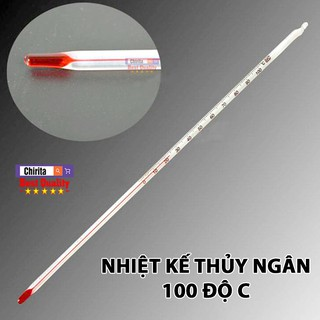 Chirita
Best Quality
NHIỆT KẾ THỦY NGÂN
100 ĐỘ C